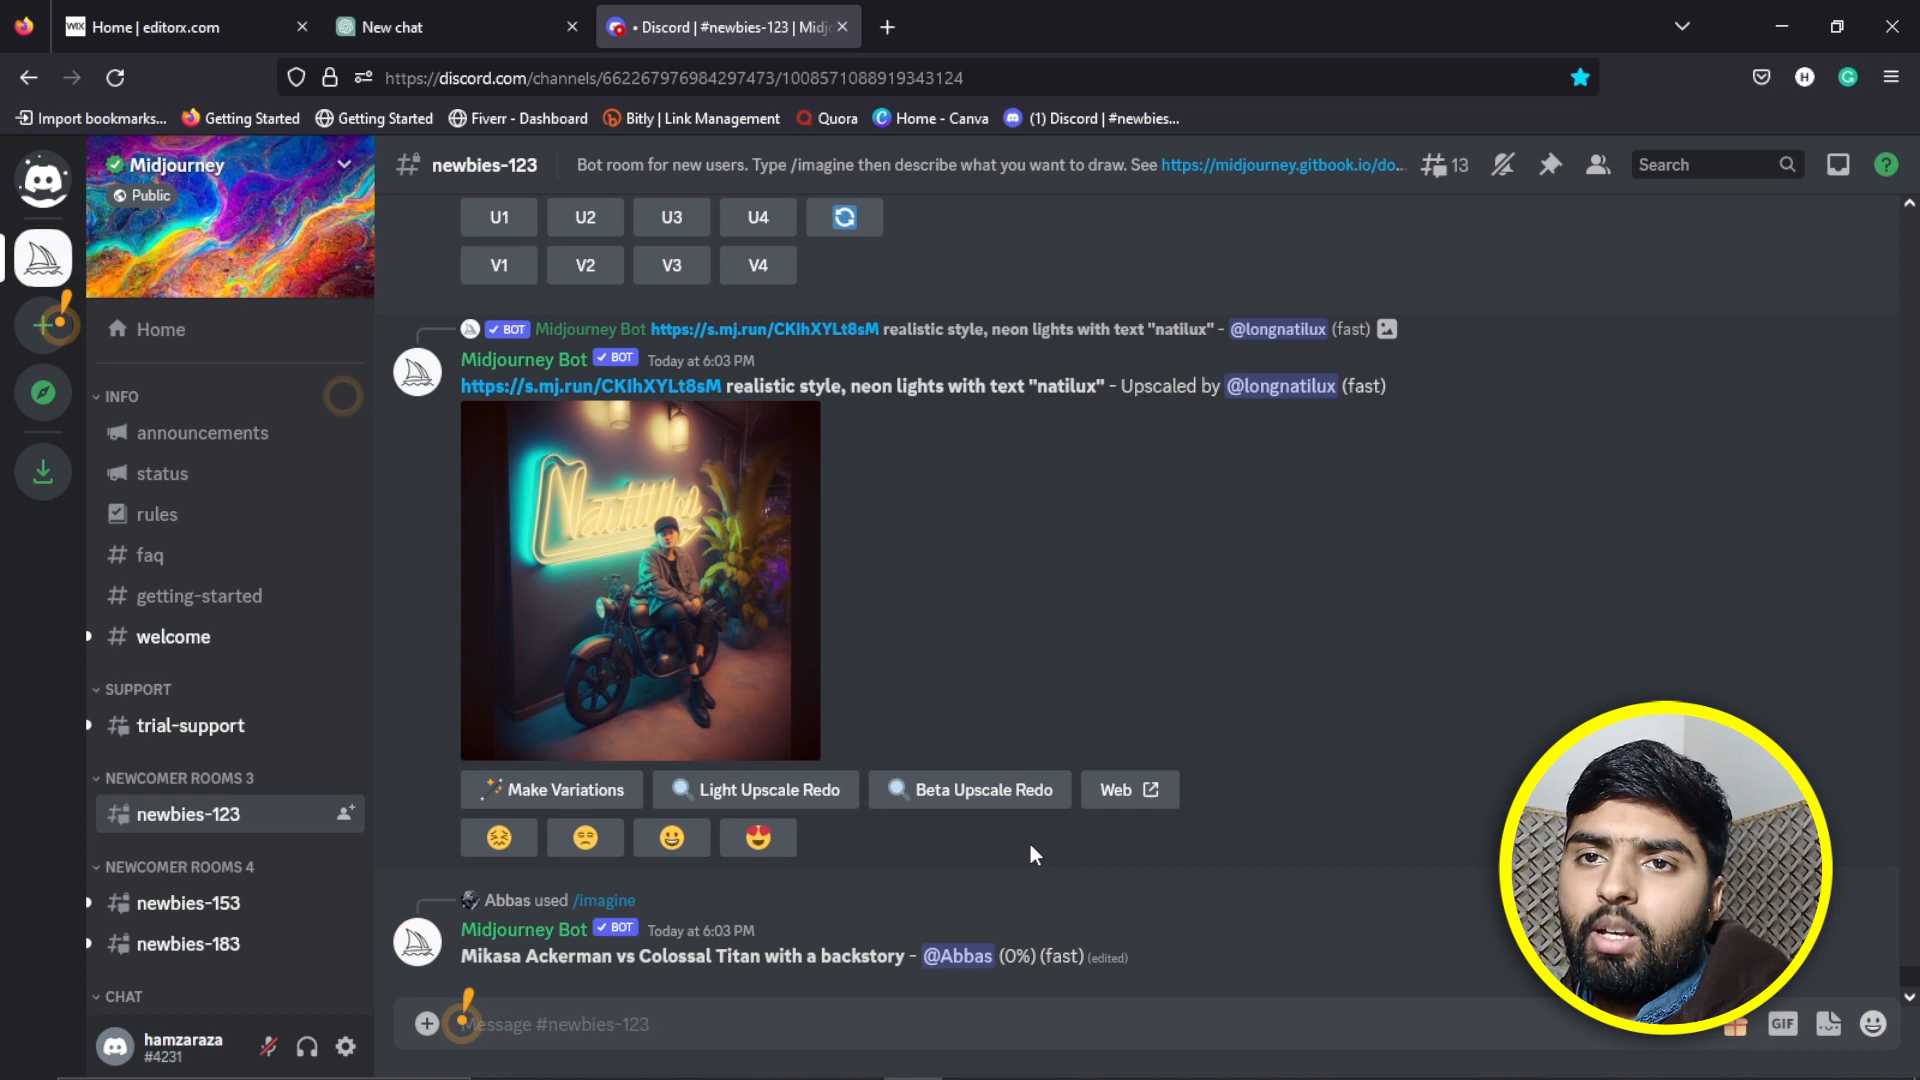 WIX Home | editorx.com
New chat
• Discord | #newbies-123 | Midj
https://discord.com/channels/662267976984297473/1008571088919343124
H
G
Import bookmarks...
Getting Started
Getting Started
Fiverr - Dashboard
Bitly | Link Management
Quora
Home - Canva
(1) Discord | #newbies...
Midjourney
Public
newbies-123
Bot room for new users. Type /imagine then describe what you want to draw. See https://midjourney.gitbook.io/do...
13
Search
U1 U2 U3 U4
V1 V2 V3 V4
Home
INFO
announcements
status
rules
faq
getting-started
welcome
SUPPORT
trial-support
NEWCOMER ROOMS 3
newbies-123
NEWCOMER ROOMS 4
newbies-153
newbies-183
CHAT
hamzaraza
#4231
BOT Midjourney Bot https://s.mj.run/CKIhXYLt8sM realistic style, neon lights with text "natilux" - @longnatilux (fast)
Midjourney Bot BOT Today at 6:03 PM
https://s.mj.run/CKIhXYLt8sM realistic style, neon lights with text "natilux" - Upscaled by @longnatilux (fast)
Make Variations
Light Upscale Redo
Beta Upscale Redo
Web
Abbas used /imagine
Midjourney Bot BOT Today at 6:03 PM
Mikasa Ackerman vs Colossal Titan with a backstory - @Abbas (0%) (fast) (edited)
Message #newbies-123
GIF